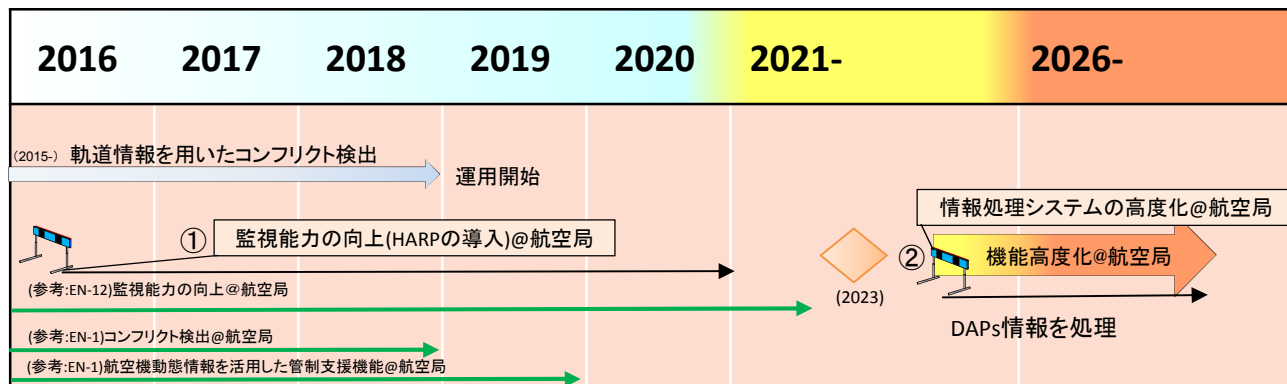 2016 2017 2018 2019 2020 2021- 2026-
(2015-) 軌道情報を用いたコンフリクト検出
運用開始
情報処理システムの高度化@航空局
① 監視能力の向上(HARPの導入)@航空局
② 機能高度化@航空局
(参考:EN-12)監視能力の向上@航空局
(2023)
DAPs情報を処理
(参考:EN-1)コンフリクト検出@航空局
(参考:EN-1)航空機動態情報を活用した管制支援機能@航空局